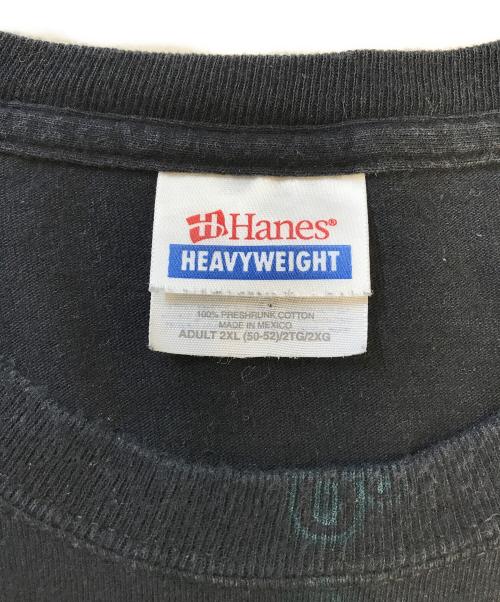 Hanes®
HEAVYWEIGHT
100% PRESHRUNK COTTON
MADE IN MEXICO
ADULT 2XL (50-52)/2TG/2XG